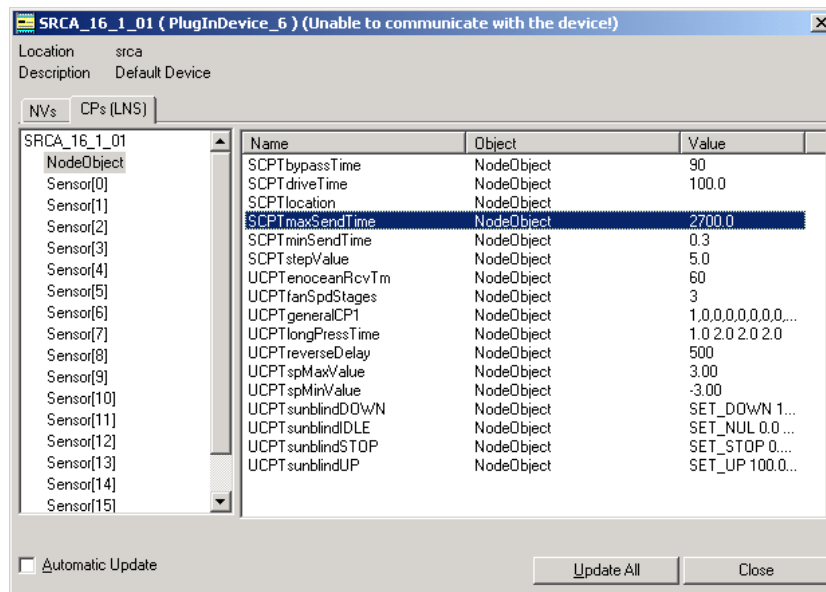 SRCA_16_1_01 ( PlugInDevice_6 ) (Unable to communicate with the device!)
Location srca
Description Default Device
NVs CPs (LNS)
SRCA_16_1_01
NodeObject
Sensor[0]
Sensor[1]
Sensor[2]
Sensor[3]
Sensor[4]
Sensor[5]
Sensor[6]
Sensor[7]
Sensor[8]
Sensor[9]
Sensor[10]
Sensor[11]
Sensor[12]
Sensor[13]
Sensor[14]
Sensor[15]
Name Object Value
SCPTbypassTime NodeObject 90
SCPTdriveTime NodeObject 100.0
SCPTlocation NodeObject
SCPTmaxSendTime NodeObject 2700.0
SCPTminSendTime NodeObject 0.3
SCPTstepValue NodeObject 5.0
UCPTenoceanRcvTm NodeObject 60
UCPTfanSpdStages NodeObject 3
UCPTgeneralCP1 NodeObject 1,0,0,0,0,0,0,...
UCPTlongPressTime NodeObject 1.0 2.0 2.0 2.0
UCPTreverseDelay NodeObject 500
UCPTspMaxValue NodeObject 3.00
UCPTspMinValue NodeObject -3.00
UCPTsunblindDOWN NodeObject SET_DOWN 1...
UCPTsunblindIDLE NodeObject SET_NUL 0.0 ...
UCPTsunblindSTOP NodeObject SET_STOP 0....
UCPTsunblindUP NodeObject SET_UP 100.0...
Automatic Update
Update All Close